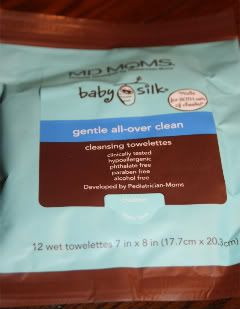 MD MOMS.
baby silk
gentle all-over clean
cleansing towelettes
clinically tested
hypoallergenic
phthalate free
paraben free
alcohol free
Developed by Pediatrician-Moms
12 wet towelettes 7 in x 8 in (17.7cm x 20.3cm)